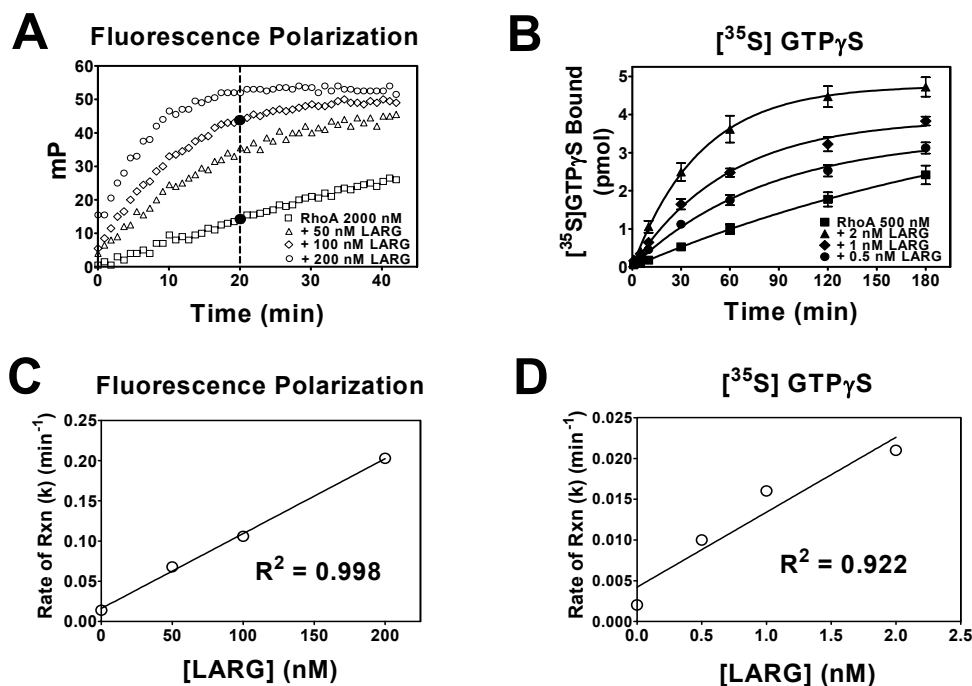 A
Fluorescence Polarization
mP
60
50
40
30
20
10
0
0
10
20
30
40
Time (min)
RhoA 2000 nM
+ 50 nM LARG
+ 100 nM LARG
+ 200 nM LARG
B
[³⁵S] GTPγS
[³⁵S]GTPγS Bound
(pmol)
5
4
3
2
1
0
0
30
60
90
120
150
180
Time (min)
RhoA 500 nM
+ 2 nM LARG
+ 1 nM LARG
+ 0.5 nM LARG
C
Fluorescence Polarization
Rate of Rxn (k) (min⁻¹)
0.25
0.20
0.15
0.10
0.05
0.00
0
50
100
150
200
R² = 0.998
[LARG] (nM)
D
[³⁵S] GTPγS
Rate of Rxn (k) (min⁻¹)
0.025
0.020
0.015
0.010
0.005
0.000
0.0
0.5
1.0
1.5
2.0
2.5
R² = 0.922
[LARG] (nM)